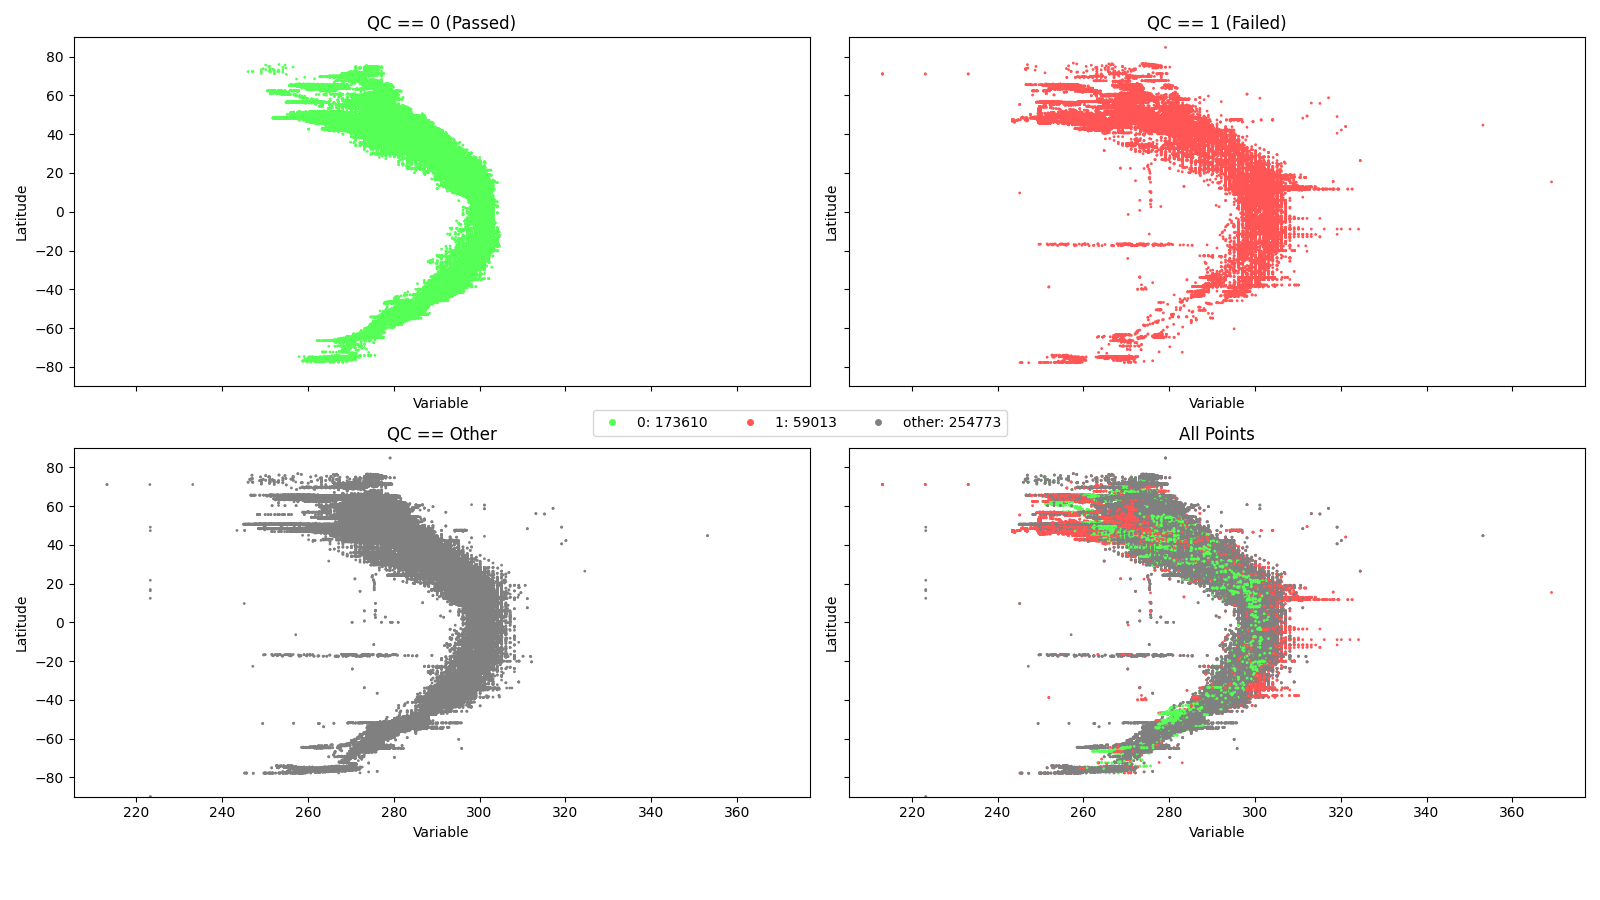 QC == 0 (Passed)
QC == 1 (Failed)
80
60
40
20
0
−20
−40
−60
−80
Latitude
Latitude
Variable
Variable
0: 173610
1: 59013
other: 254773
QC == Other
All Points
80
60
40
20
0
−20
−40
−60
−80
Latitude
Latitude
220
240
260
280
300
320
340
360
220
240
260
280
300
320
340
360
Variable
Variable